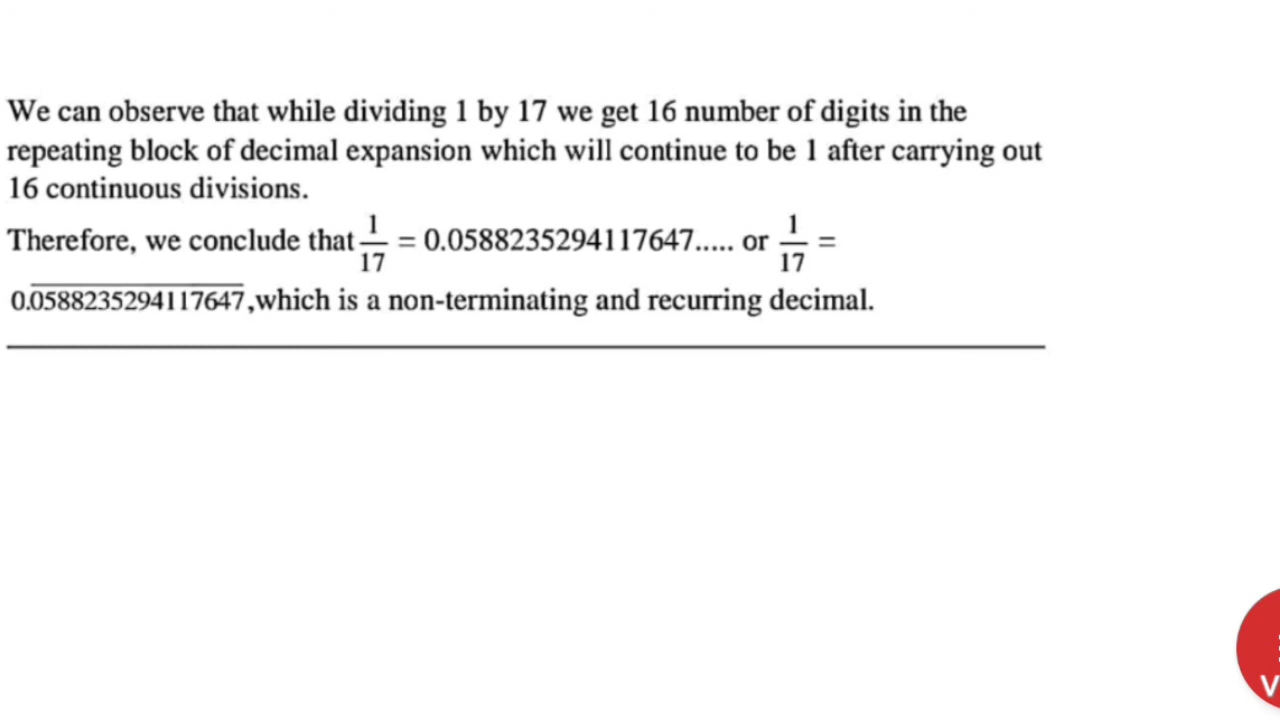 We can observe that while dividing 1 by 17 we get 16 number of digits in the
repeating block of decimal expansion which will continue to be 1 after carrying out
16 continuous divisions.
Therefore, we conclude that 1/17 = 0.0588235294117647..... or 1/17 =
0.0588235294117647,which is a non-terminating and recurring decimal.
V